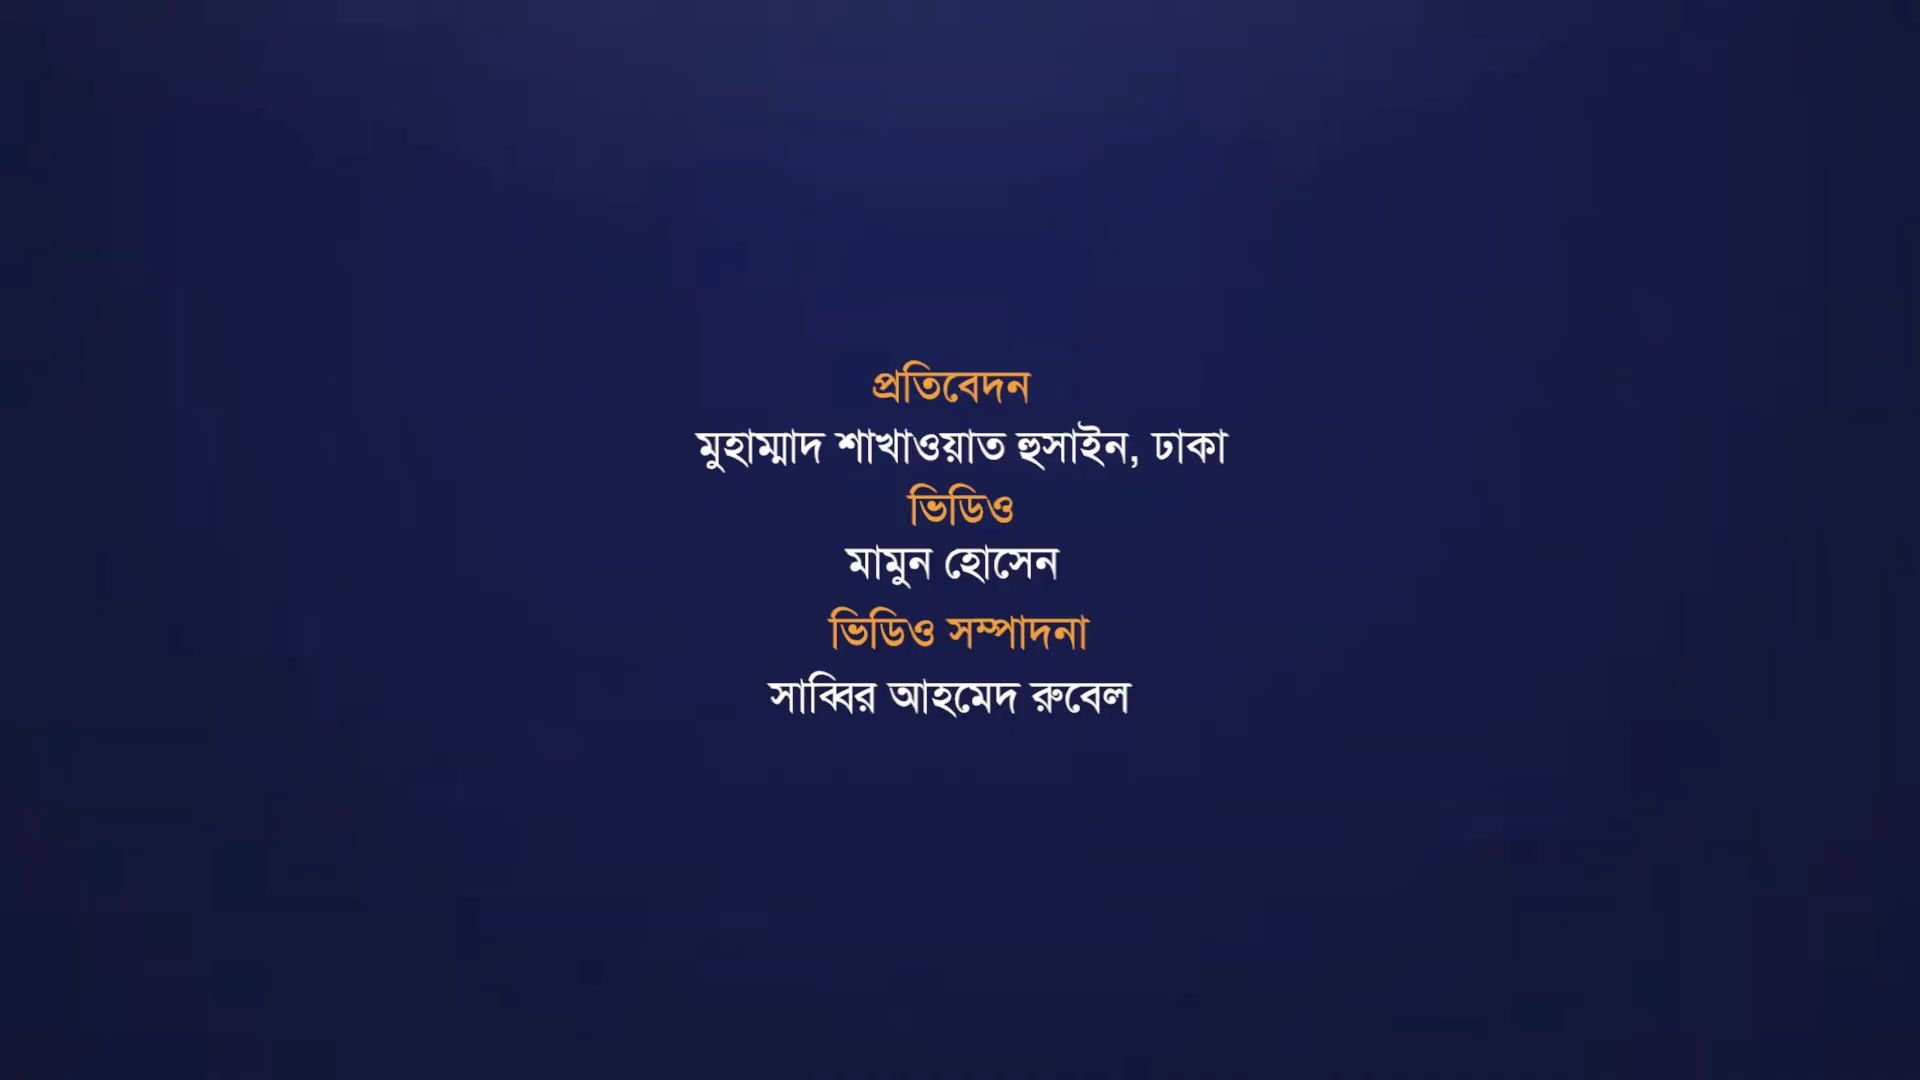 প্রতিবেদন
মুহাম্মাদ শাখাওয়াত হুসাইন, ঢাকা
ভিডিও
মামুন হোসেন
ভিডিও সম্পাদনা
সাব্বির আহমেদ রুবেল